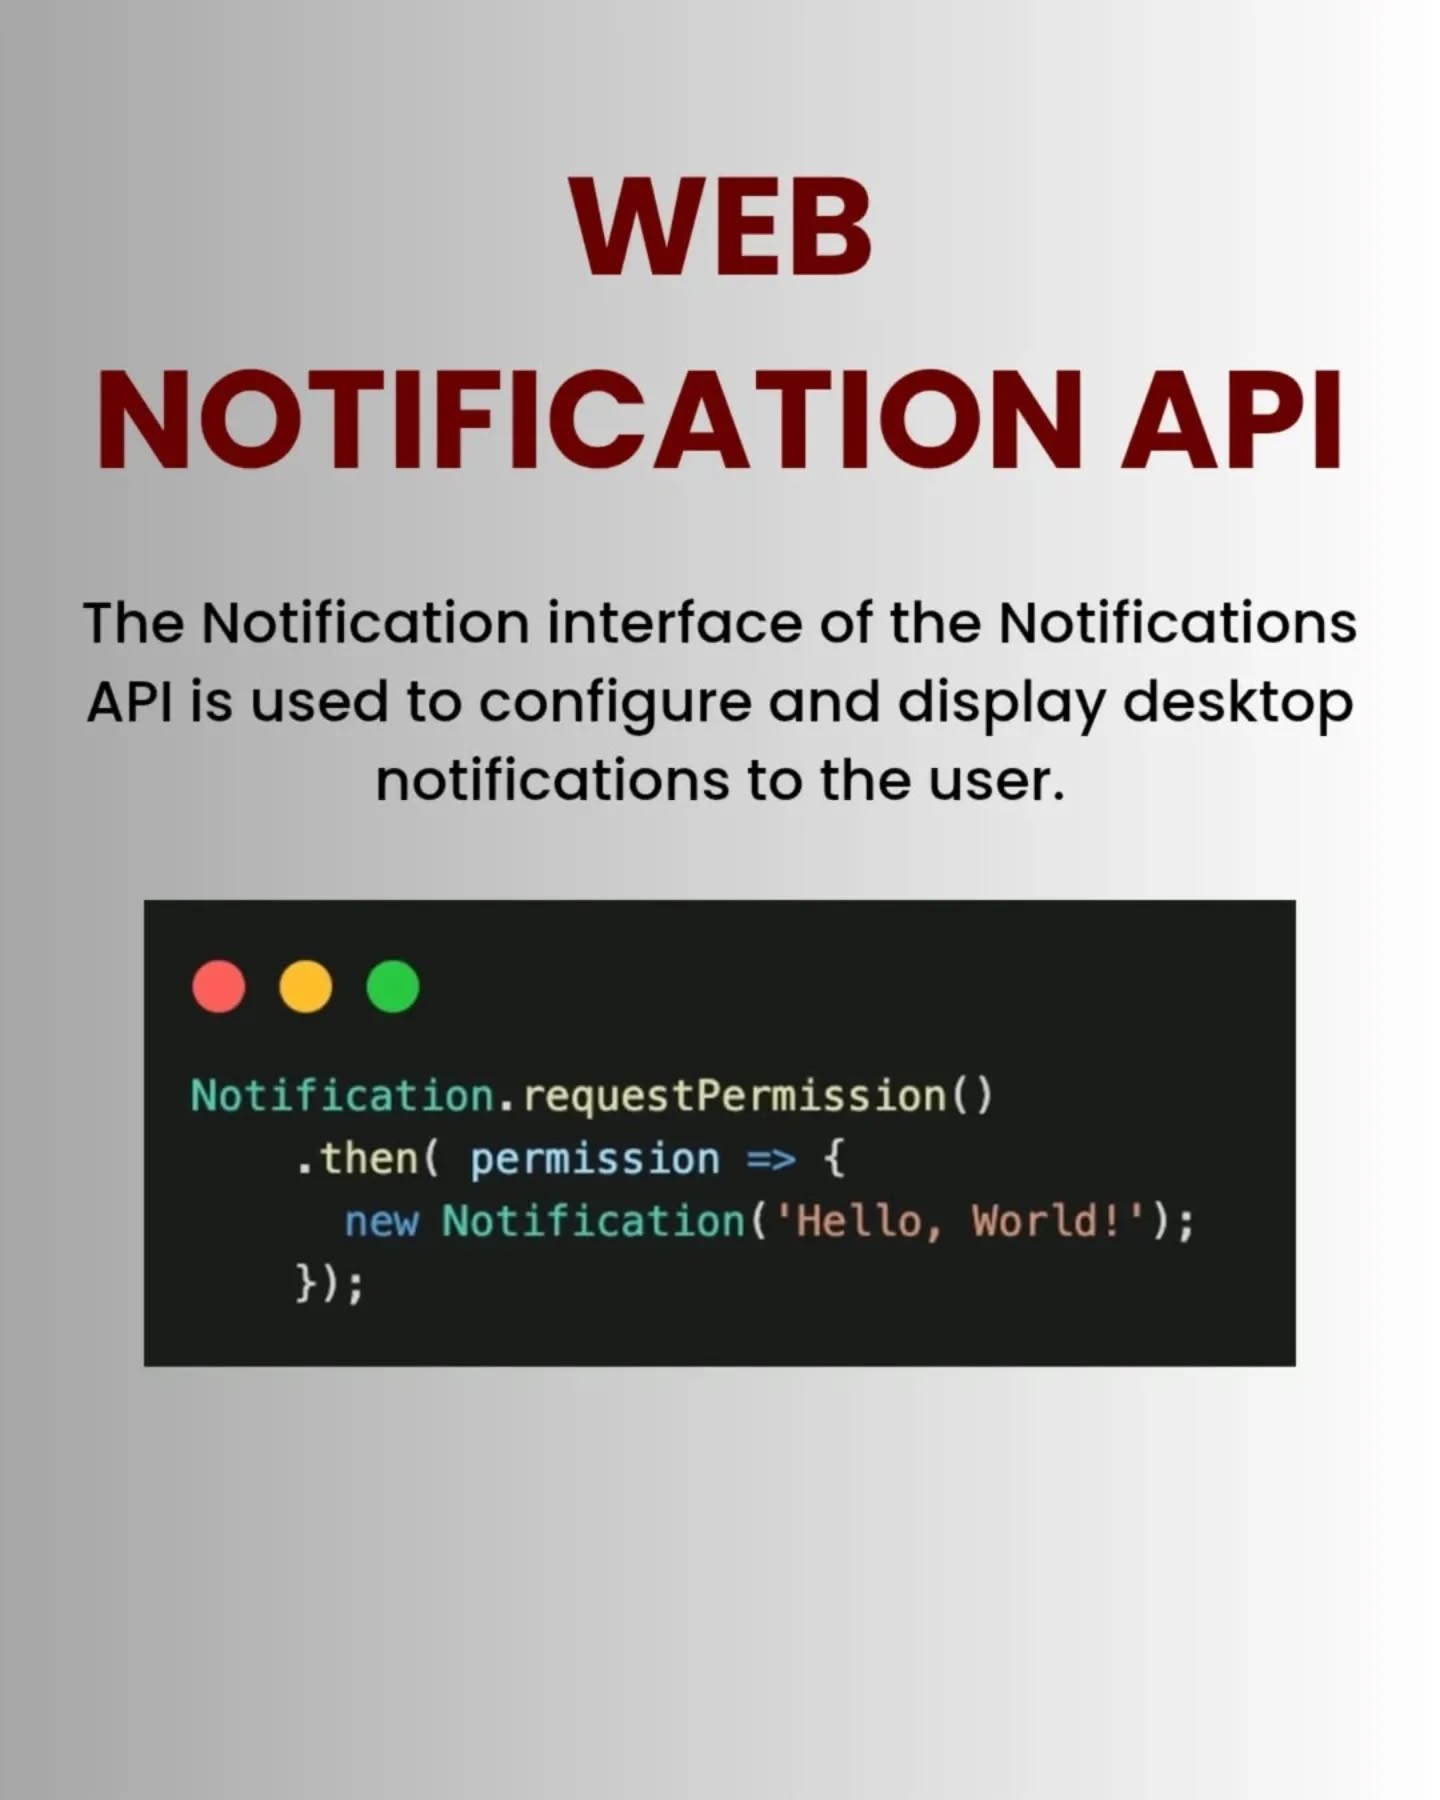 WEB
NOTIFICATION API
The Notification interface of the Notifications
API is used to configure and display desktop
notifications to the user.
Notification.requestPermission()
    .then( permission => {
      new Notification('Hello, World!');
    });